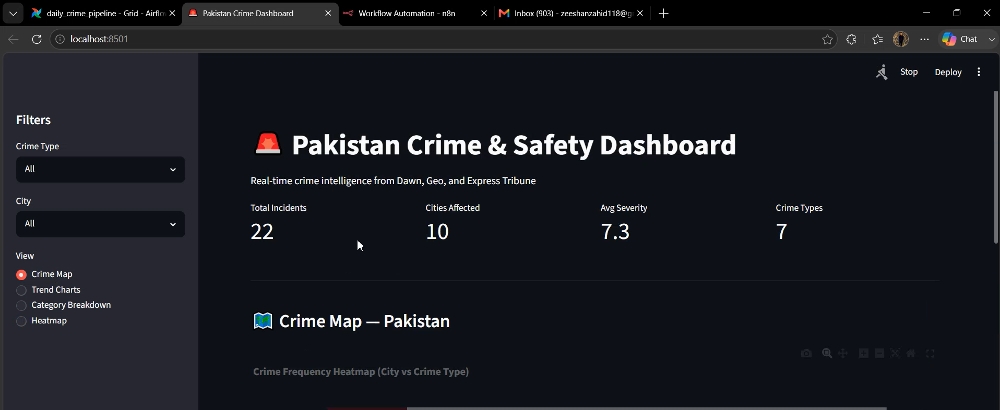 daily_crime_pipeline - Grid - Airflo
Pakistan Crime Dashboard
Workflow Automation - n8n
Inbox (903) - zeeshanzahid118@g
localhost:8501
Chat
Stop
Deploy
Filters
Crime Type
All
City
All
View
Crime Map
Trend Charts
Category Breakdown
Heatmap
Pakistan Crime & Safety Dashboard
Real-time crime intelligence from Dawn, Geo, and Express Tribune
Total Incidents
22
Cities Affected
10
Avg Severity
7.3
Crime Types
7
Crime Map — Pakistan
Crime Frequency Heatmap (City vs Crime Type)